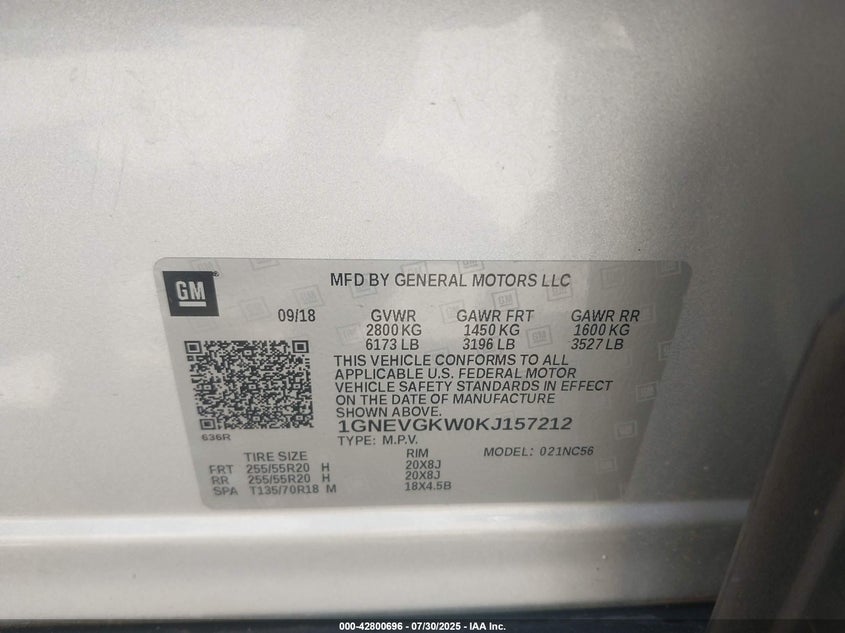 GM
MFD BY GENERAL MOTORS LLC
09/18 GVWR GAWR FRT GAWR RR
2800 KG 1450 KG 1600 KG
6173 LB 3196 LB 3527 LB
THIS VEHICLE CONFORMS TO ALL
APPLICABLE U.S. FEDERAL MOTOR
VEHICLE SAFETY STANDARDS IN EFFECT
ON THE DATE OF MANUFACTURE
SHOWN ABOVE.
636R
1GNEVGKW0KJ157212
TYPE: M.P.V. MODEL: 021NC56
TIRE SIZE RIM
FRT 255/55R20 H 20X8J
RR 255/55R20 H 20X8J
SPA T135/70R18 M 18X4.5B
000-42800696 - 07/30/2025 - IAA Inc.